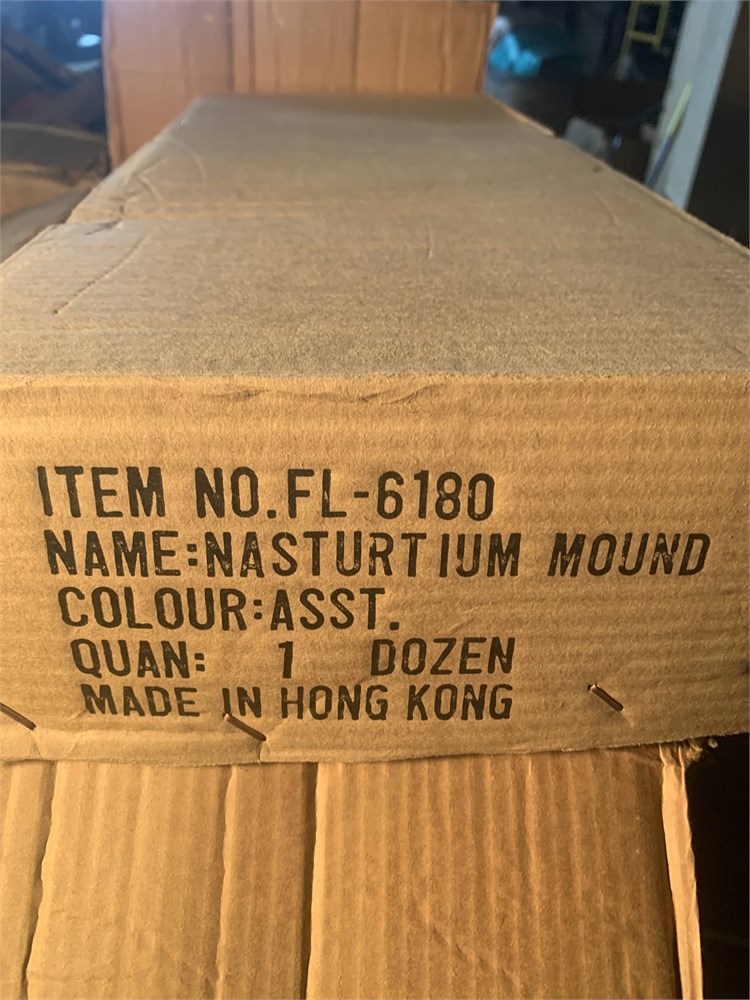 ITEM NO.FL-6180
NAME:NASTURTIUM MOUND
COLOUR:ASST.
QUAN: 1 DOZEN
MADE IN HONG KONG